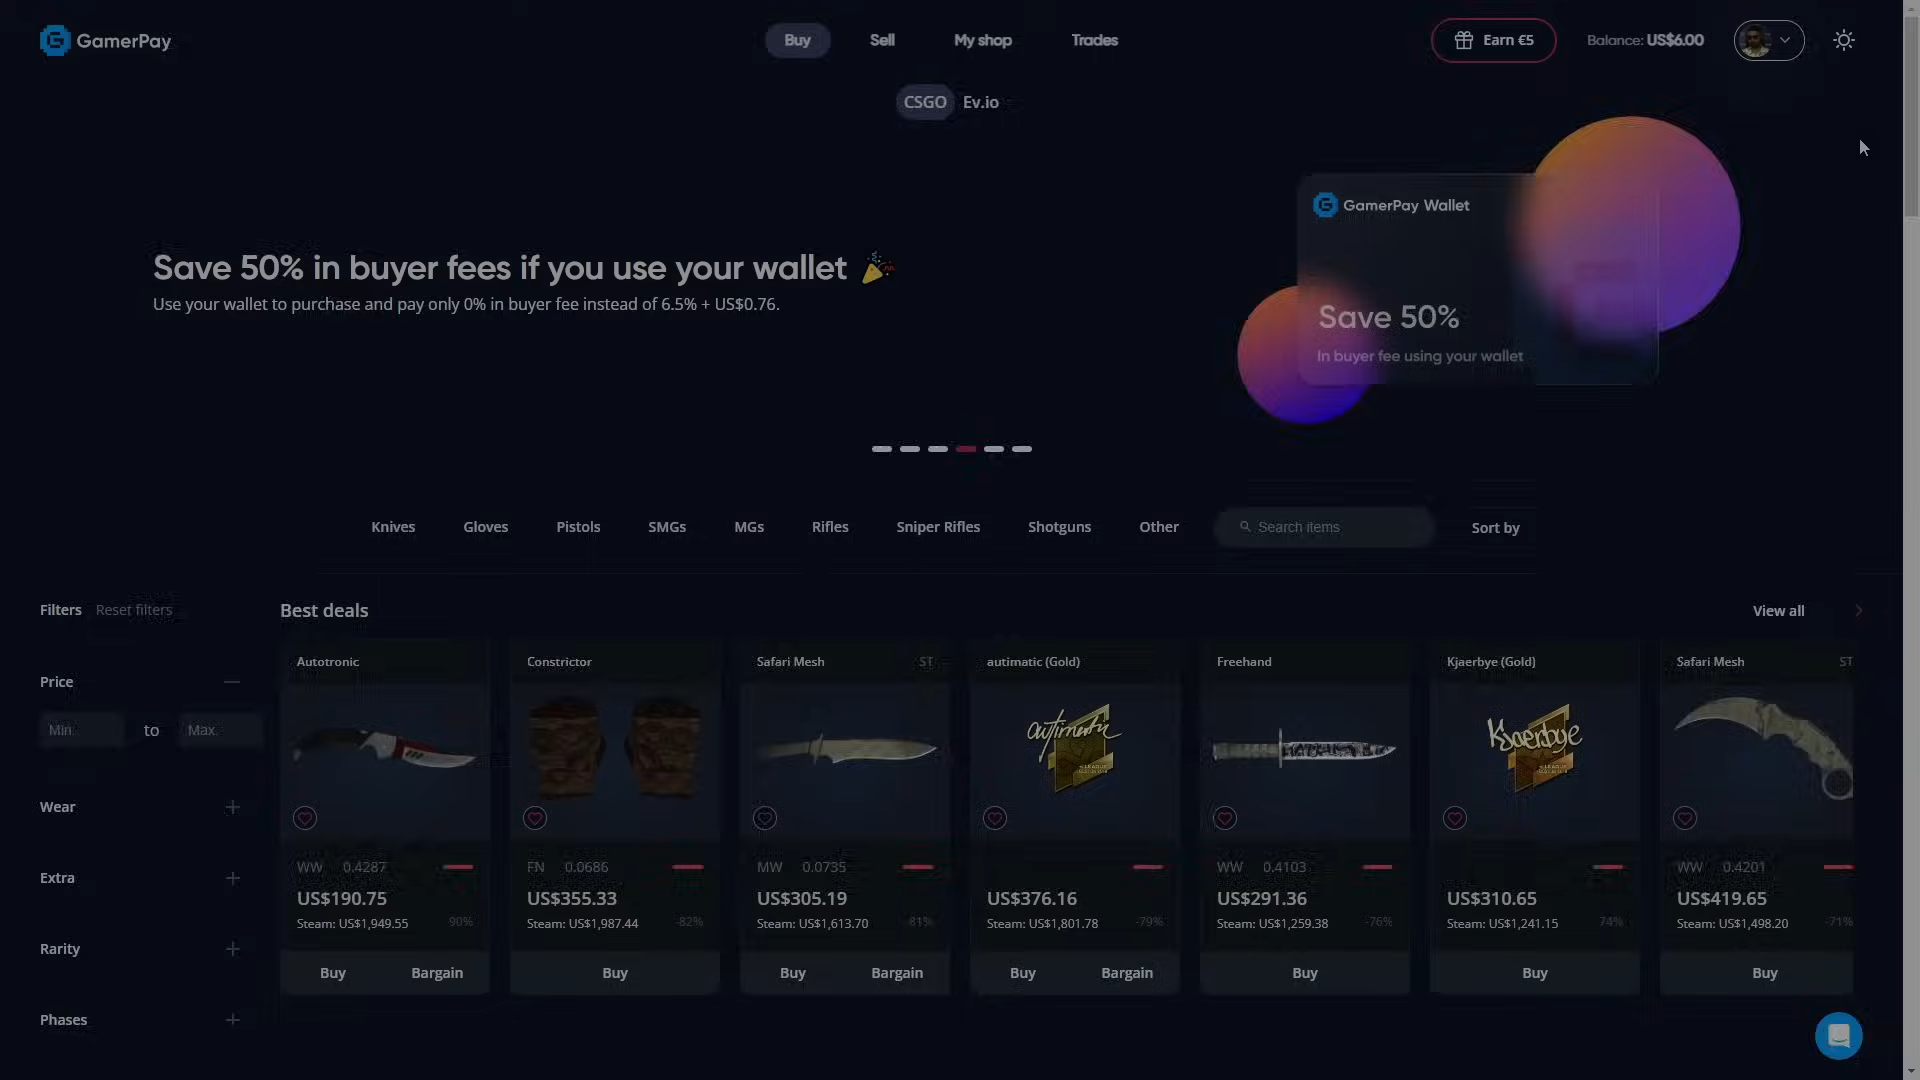 GamerPay
Buy
Sell
My shop
Trades
Earn €5
Balance: US$6.00
CSGO
Ev.io
Save 50% in buyer fees if you use your wallet
Use your wallet to purchase and pay only 0% in buyer fee instead of 6.5% + US$0.76.
GamerPay Wallet
Save 50%
In buyer fee using your wallet
Knives
Gloves
Pistols
SMGs
MGs
Rifles
Sniper Rifles
Shotguns
Other
Search items
Sort by
Filters
Reset filters
Best deals
View all
Price
Min.
to
Max.
Wear
Extra
Rarity
Phases
Autotronic
WW 0.4287
US$190.75
Steam: US$1,949.55 -90%
Buy Bargain
Constrictor
FN 0.0686
US$355.33
Steam: US$1,987.44 -82%
Buy
Safari Mesh ST
MW 0.0735
US$305.19
Steam: US$1,613.70 -81%
Buy Bargain
autimatic (Gold)
autimatic
US$376.16
Steam: US$1,801.78 -79%
Buy Bargain
Freehand
WW 0.4103
US$291.36
Steam: US$1,259.38 -76%
Buy
Kjaerbye (Gold)
Kjaerbye
US$310.65
Steam: US$1,241.15 -74%
Buy
Safari Mesh ST
WW 0.4201
US$419.65
Steam: US$1,498.20 -71%
Buy